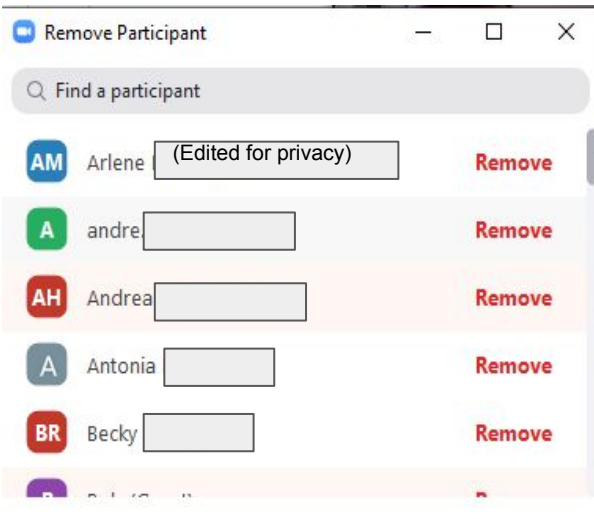 Remove Participant
Find a participant
AM Arlene (Edited for privacy) Remove
A andre Remove
AH Andrea Remove
A Antonia Remove
BR Becky Remove